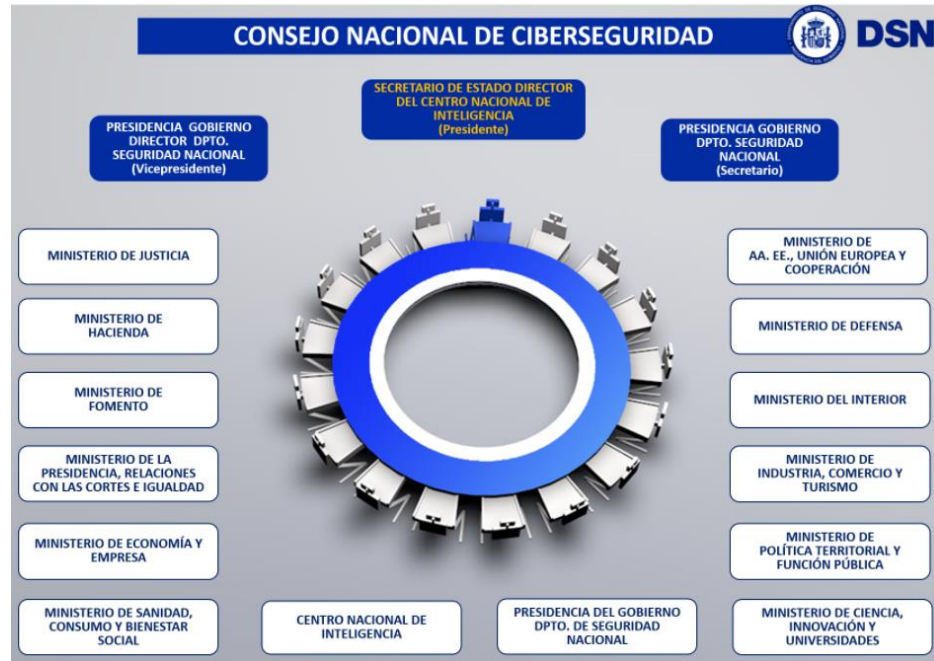 CONSEJO NACIONAL DE CIBERSEGURIDAD
DSN
SECRETARIO DE ESTADO DIRECTOR
DEL CENTRO NACIONAL DE
INTELIGENCIA
(Presidente)
PRESIDENCIA GOBIERNO
DIRECTOR DPTO.
SEGURIDAD NACIONAL
(Vicepresidente)
PRESIDENCIA GOBIERNO
DPTO. SEGURIDAD
NACIONAL
(Secretario)
MINISTERIO DE JUSTICIA
MINISTERIO DE
HACIENDA
MINISTERIO DE
FOMENTO
MINISTERIO DE LA
PRESIDENCIA, RELACIONES
CON LAS CORTES E IGUALDAD
MINISTERIO DE ECONOMÍA Y
EMPRESA
MINISTERIO DE SANIDAD,
CONSUMO Y BIENESTAR
SOCIAL
CENTRO NACIONAL DE
INTELIGENCIA
PRESIDENCIA DEL GOBIERNO
DPTO. DE SEGURIDAD
NACIONAL
MINISTERIO DE
AA. EE., UNIÓN EUROPEA Y
COOPERACIÓN
MINISTERIO DE DEFENSA
MINISTERIO DEL INTERIOR
MINISTERIO DE
INDUSTRIA, COMERCIO Y
TURISMO
MINISTERIO DE
POLÍTICA TERRITORIAL Y
FUNCIÓN PÚBLICA
MINISTERIO DE CIENCIA,
INNOVACIÓN Y
UNIVERSIDADES